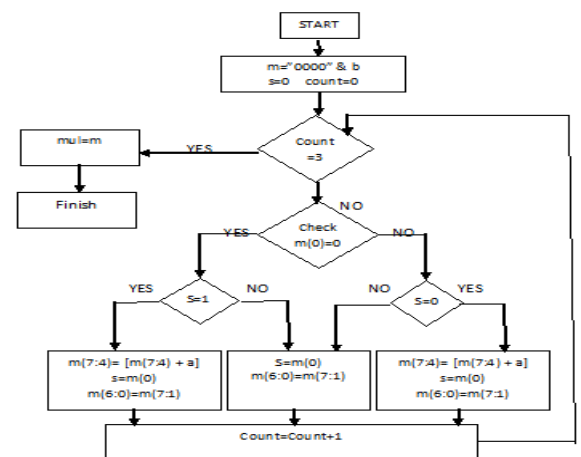 START
m="0000" & b
s=0 count=0
Count
=3
YES
mul=m
Finish
NO
Check
m(0)=0
YES
NO
YES
S=1
NO
NO
S=0
YES
m(7:4)= [m(7:4) + a]
s=m(0)
m(6:0)=m(7:1)
S=m(0)
m(6:0)=m(7:1)
m(7:4)= [m(7:4) + a]
s=m(0)
m(6:0)=m(7:1)
Count=Count+1